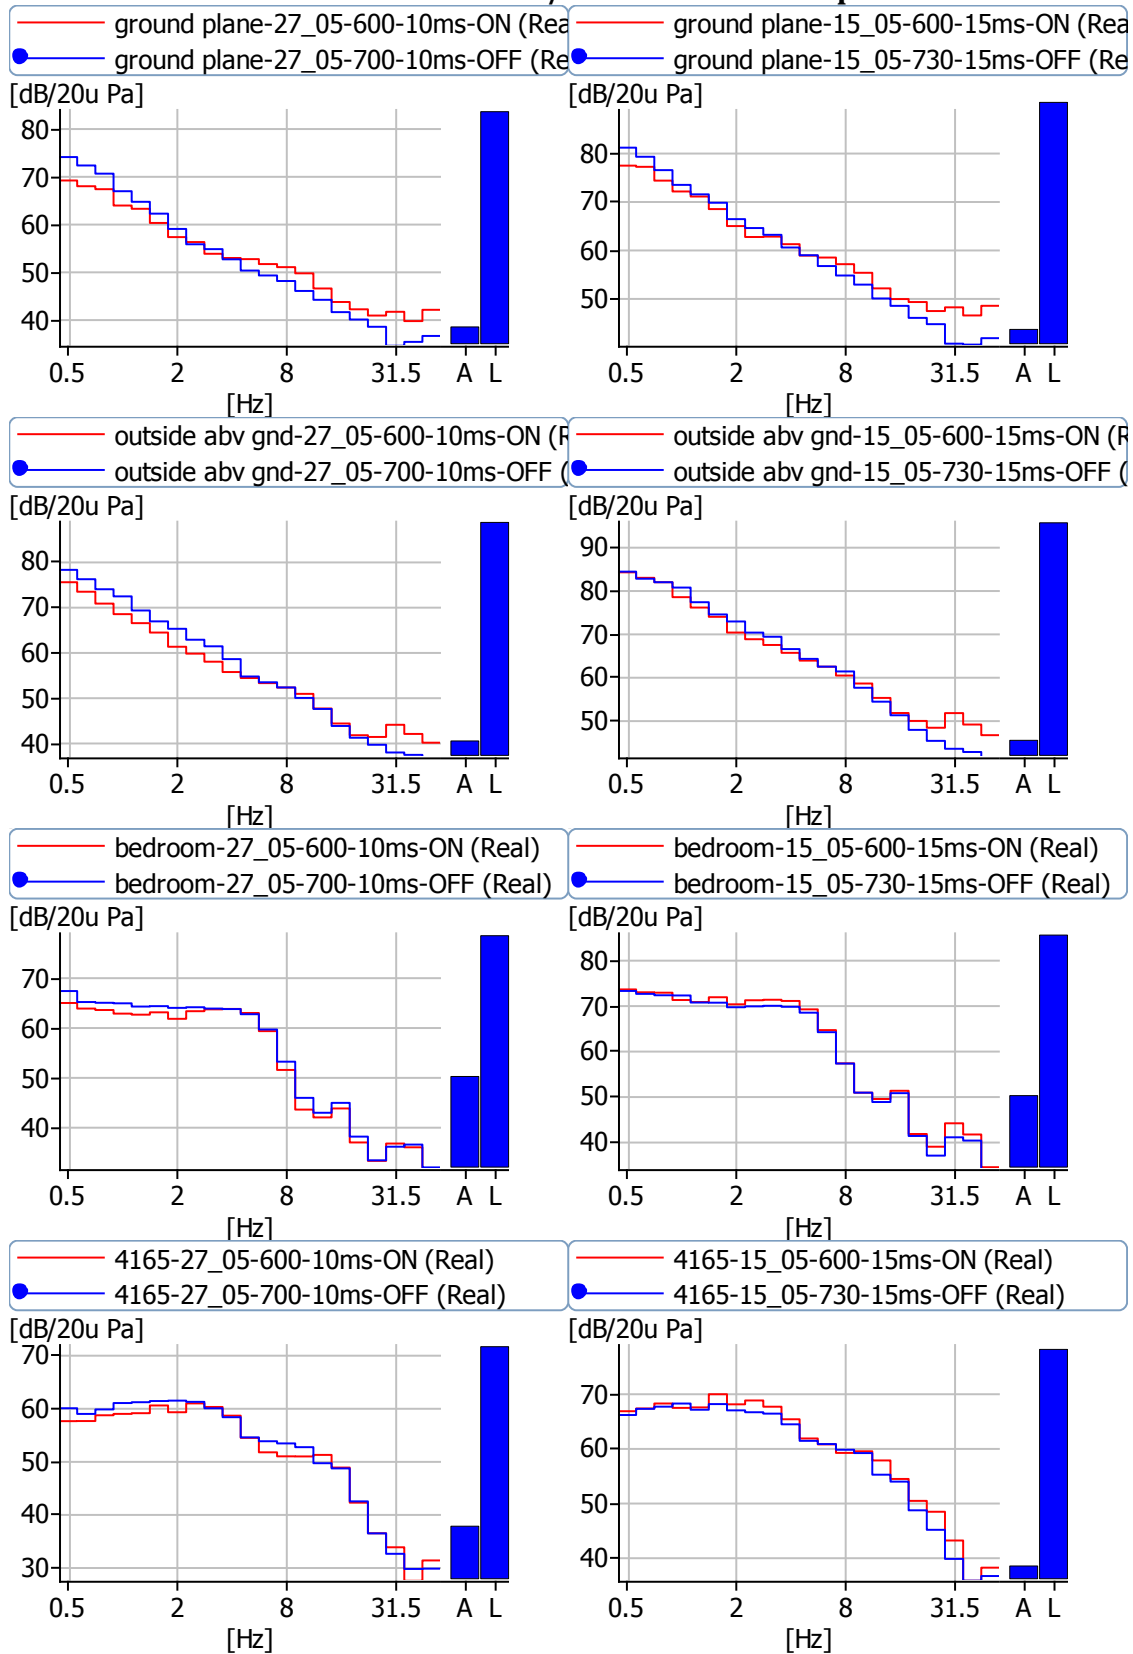 ground plane-27_05-600-10ms-ON (Rea
ground plane-27_05-700-10ms-OFF (Re
ground plane-15_05-600-15ms-ON (Rea
ground plane-15_05-730-15ms-OFF (Re
[dB/20u Pa]
80
70
60
50
40
0.5 2 8 31.5 A L
[Hz]
[dB/20u Pa]
80
70
60
50
0.5 2 8 31.5 A L
[Hz]
outside abv gnd-27_05-600-10ms-ON (R
outside abv gnd-27_05-700-10ms-OFF (
outside abv gnd-15_05-600-15ms-ON (R
outside abv gnd-15_05-730-15ms-OFF (
[dB/20u Pa]
80
70
60
50
40
0.5 2 8 31.5 A L
[Hz]
[dB/20u Pa]
90
80
70
60
50
0.5 2 8 31.5 A L
[Hz]
bedroom-27_05-600-10ms-ON (Real)
bedroom-27_05-700-10ms-OFF (Real)
bedroom-15_05-600-15ms-ON (Real)
bedroom-15_05-730-15ms-OFF (Real)
[dB/20u Pa]
70
60
50
40
0.5 2 8 31.5 A L
[Hz]
[dB/20u Pa]
80
70
60
50
40
0.5 2 8 31.5 A L
[Hz]
4165-27_05-600-10ms-ON (Real)
4165-27_05-700-10ms-OFF (Real)
4165-15_05-600-15ms-ON (Real)
4165-15_05-730-15ms-OFF (Real)
[dB/20u Pa]
70
60
50
40
30
0.5 2 8 31.5 A L
[Hz]
[dB/20u Pa]
70
60
50
40
0.5 2 8 31.5 A L
[Hz]